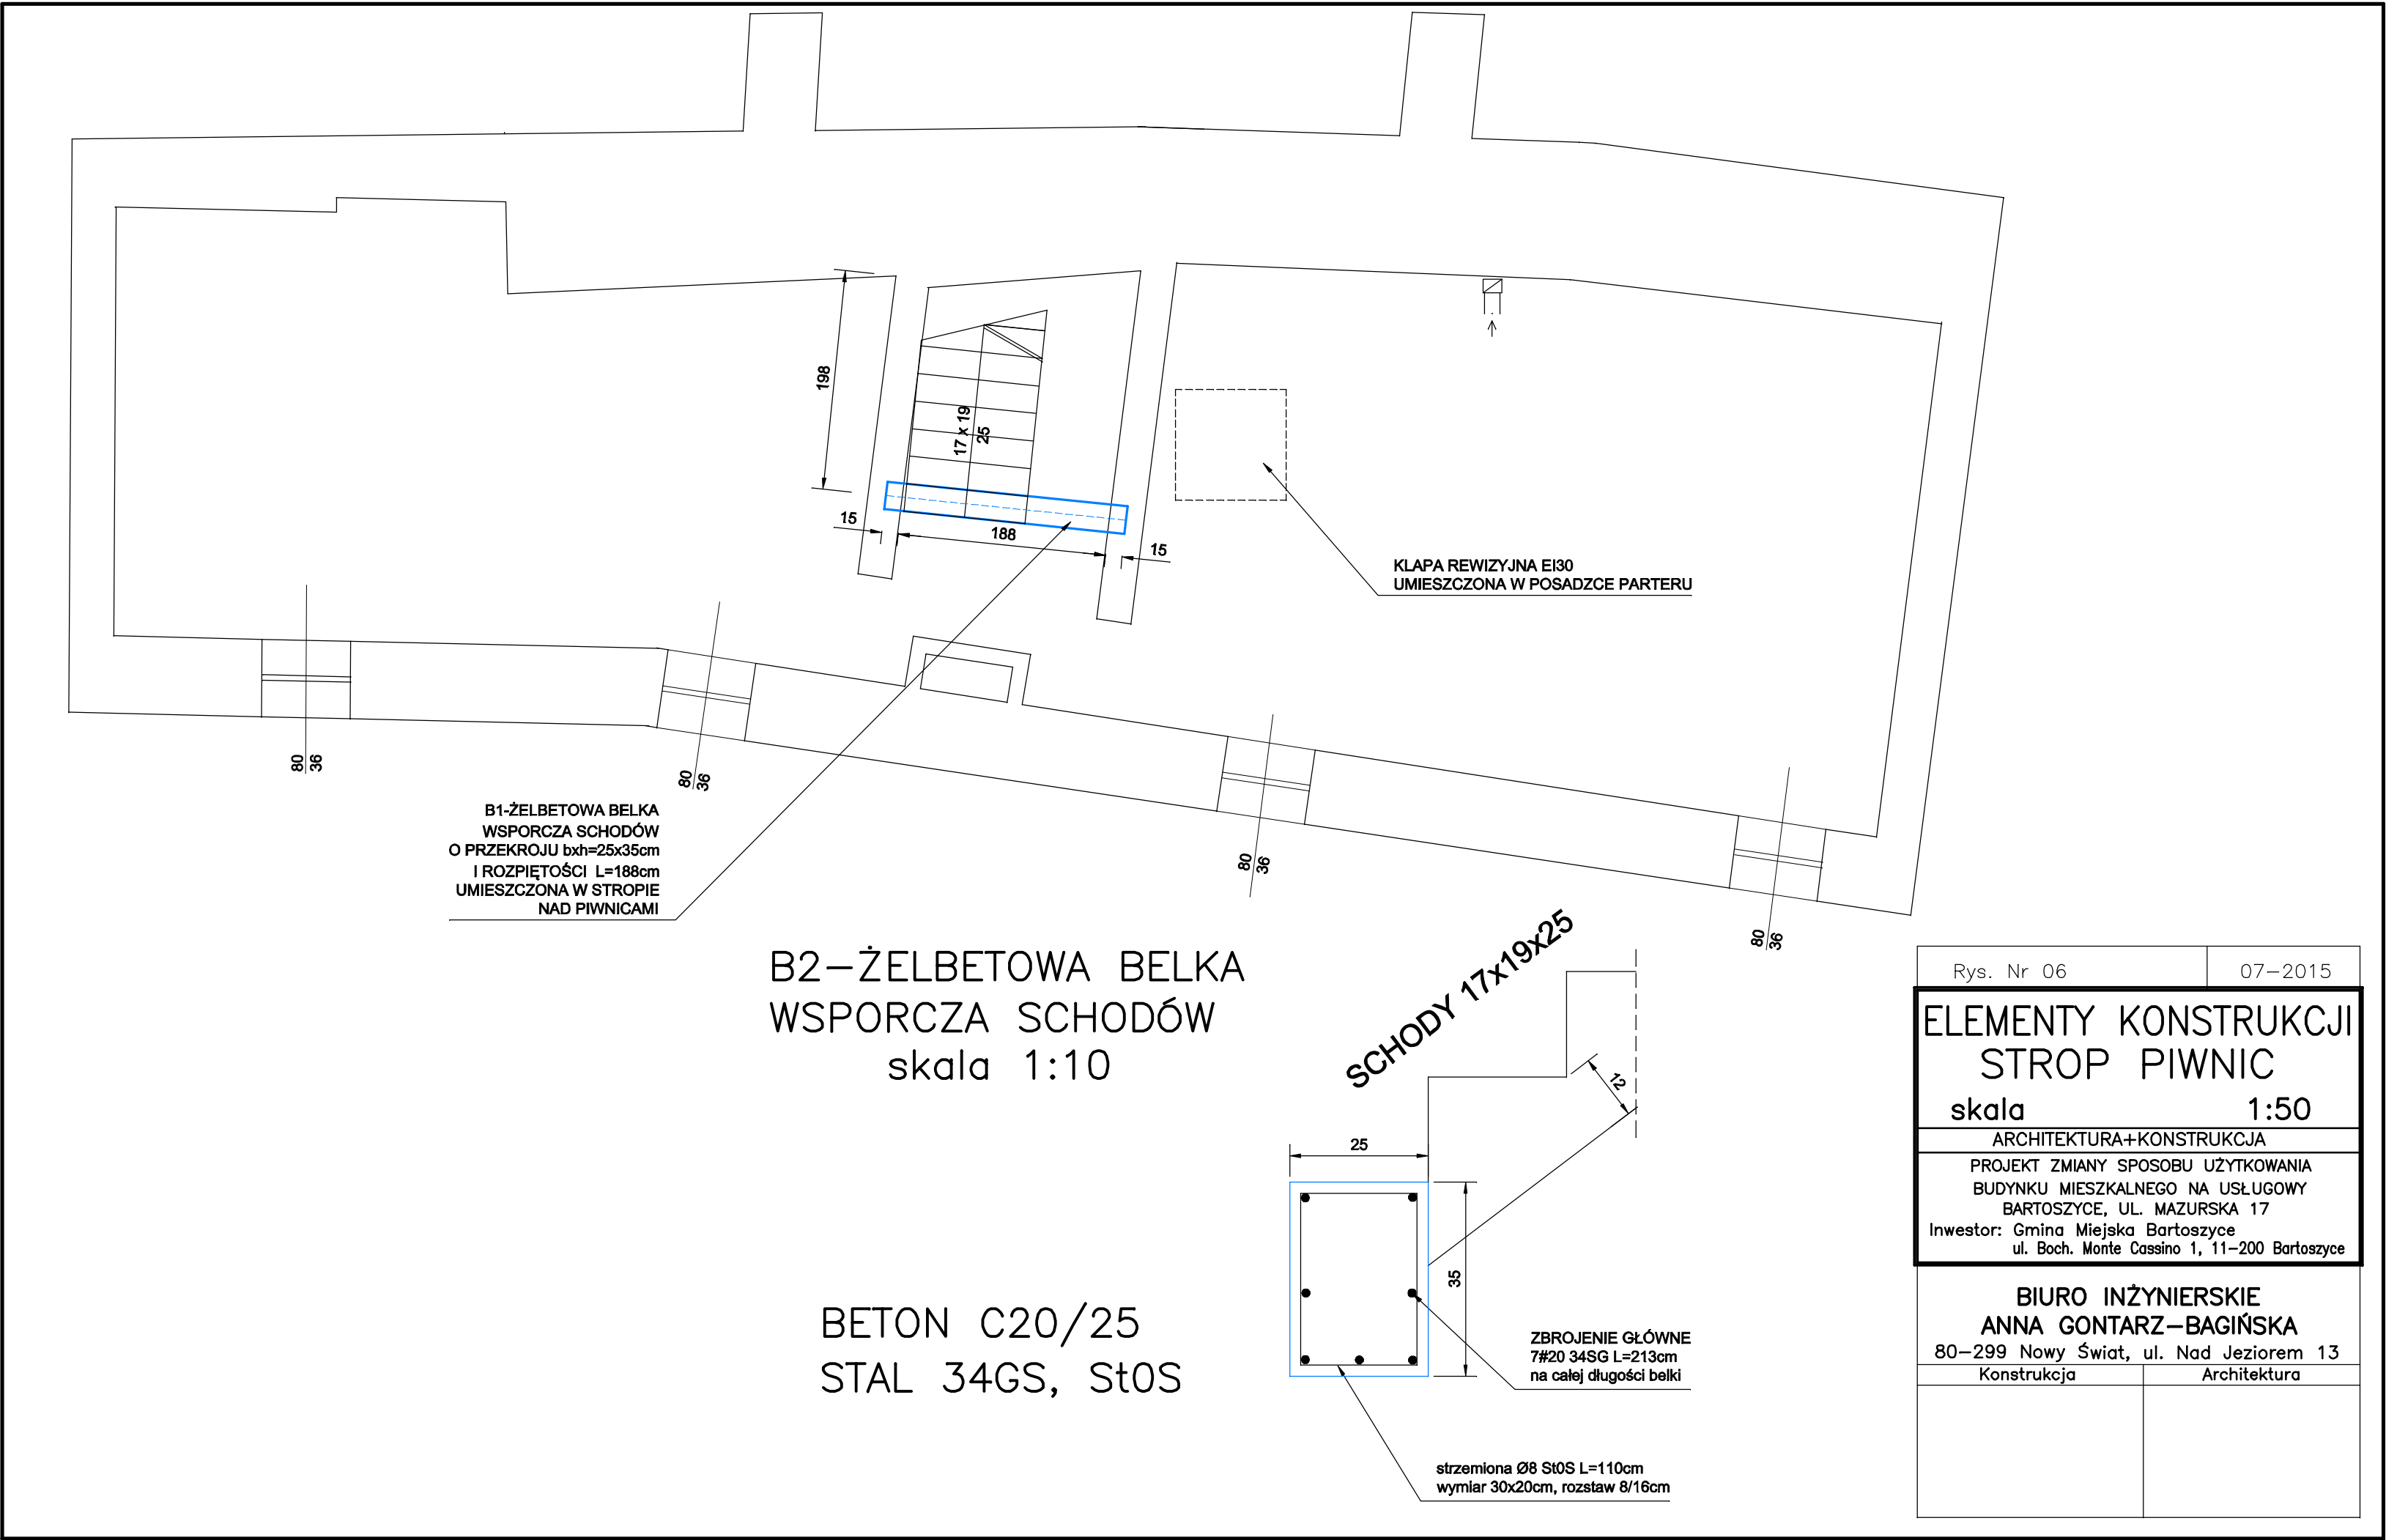 198
17 x 19
25
15
188
15
KLAPA REWIZYJNA EI30
UMIESZCZONA W POSADZCE PARTERU
80
36
80
36
80
36
80
36
B1-ŻELBETOWA BELKA
WSPORCZA SCHODÓW
O PRZEKROJU bxh=25x35cm
I ROZPIĘTOŚCI L=188cm
UMIESZCZONA W STROPIE
NAD PIWNICAMI
B2-ŻELBETOWA BELKA
WSPORCZA SCHODÓW
skala 1:10
SCHODY 17x19x25
12
25
35
BETON C20/25
STAL 34GS, St0S
ZBROJENIE GŁÓWNE
7#20 34SG L=213cm
na całej długości belki
strzemiona Ø8 St0S L=110cm
wymiar 30x20cm, rozstaw 8/16cm
Rys. Nr 06 07-2015
ELEMENTY KONSTRUKCJI
STROP PIWNIC
skala 1:50
ARCHITEKTURA+KONSTRUKCJA
PROJEKT ZMIANY SPOSOBU UŻYTKOWANIA
BUDYNKU MIESZKALNEGO NA USŁUGOWY
BARTOSZYCE, UL. MAZURSKA 17
Inwestor: Gmina Miejska Bartoszyce
ul. Boch. Monte Cassino 1, 11-200 Bartoszyce
BIURO INŻYNIERSKIE
ANNA GONTARZ-BAGIŃSKA
80-299 Nowy Świat, ul. Nad Jeziorem 13
Konstrukcja Architektura